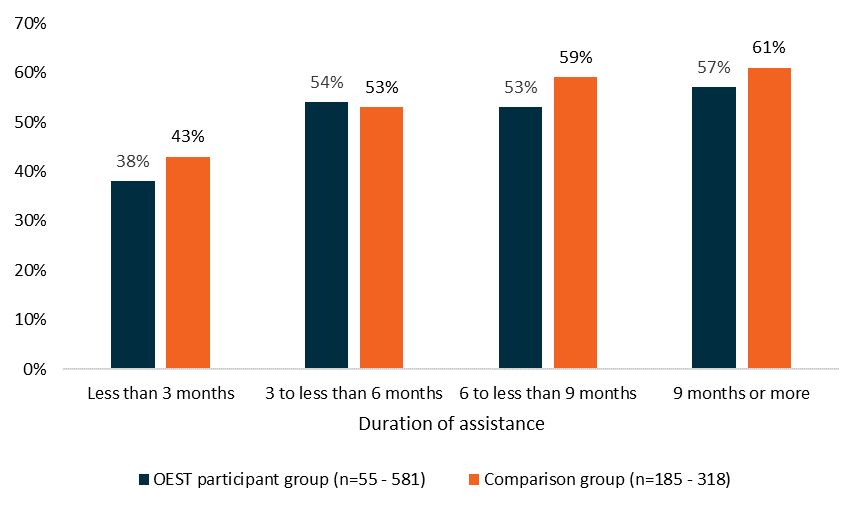 70%
60%
50%
40%
30%
20%
10%
0%
38%
43%
54%
53%
53%
59%
57%
61%
Less than 3 months
3 to less than 6 months
6 to less than 9 months
9 months or more
Duration of assistance
OEST participant group (n=55 - 581)
Comparison group (n=185 - 318)